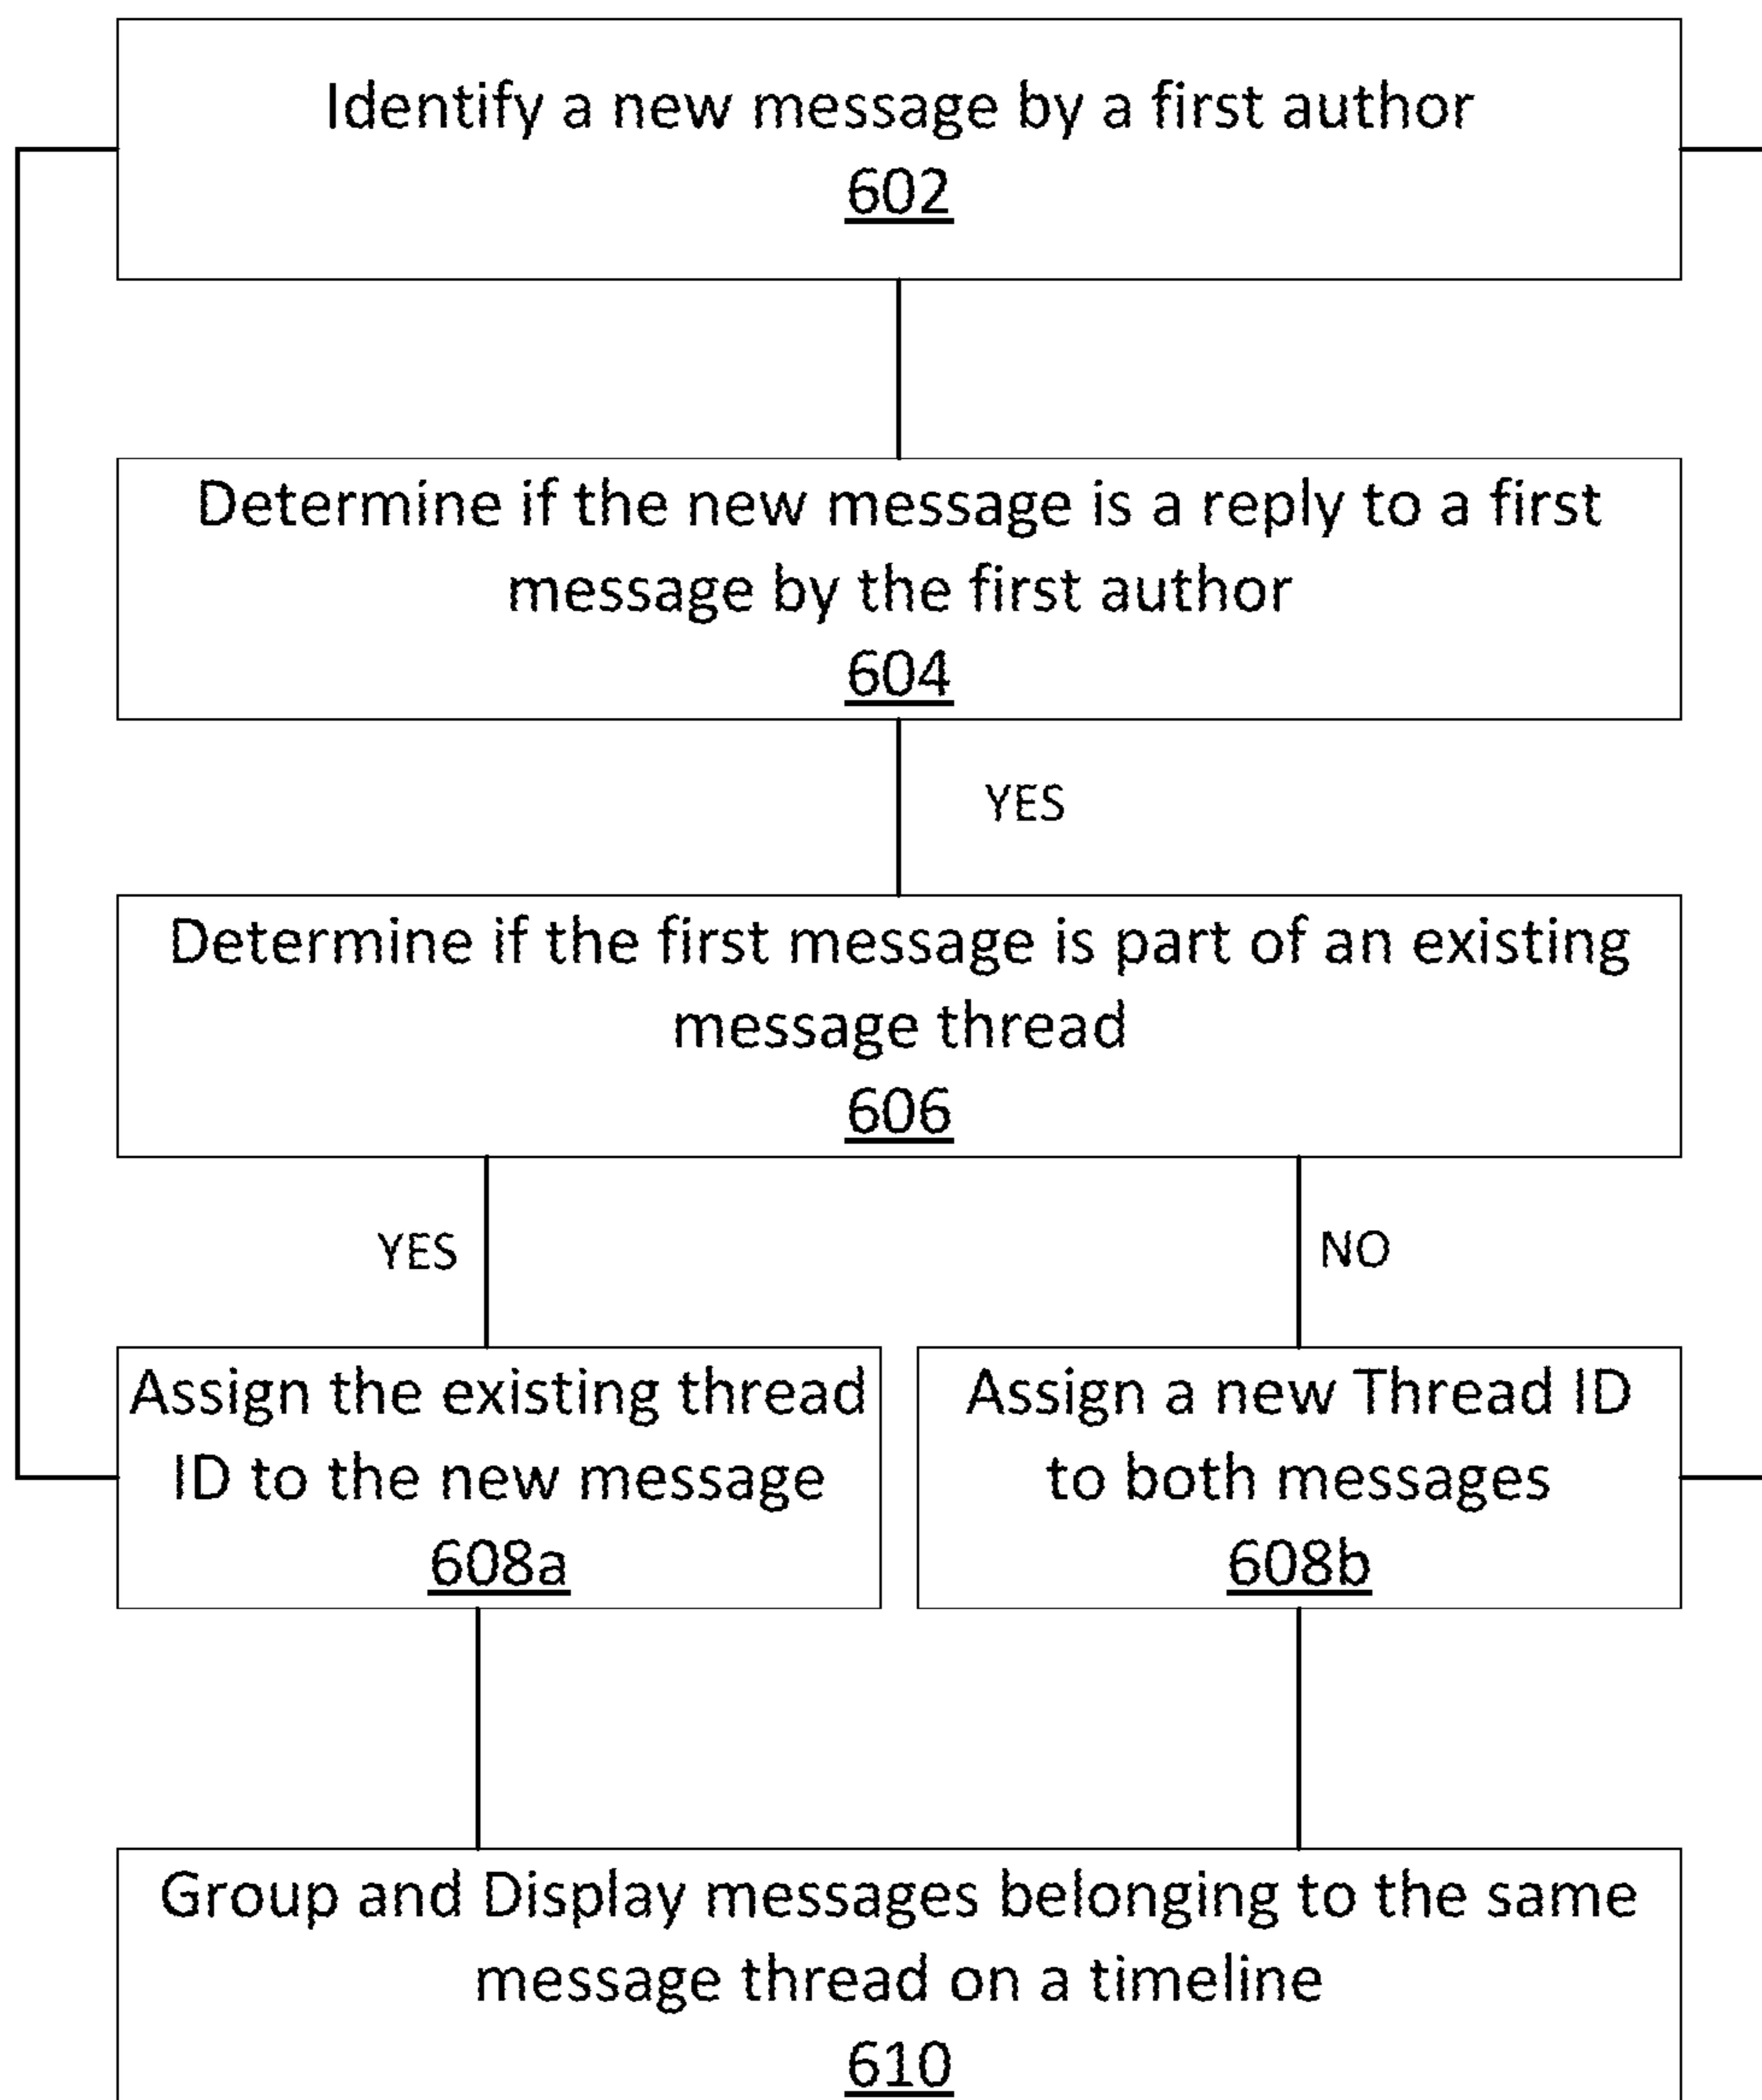 Identify a new message by a first author
602
Determine if the new message is a reply to a first
message by the first author
604
YES
Determine if the first message is part of an existing
message thread
606
YES
NO
Assign the existing thread
ID to the new message
608a
Assign a new Thread ID
to both messages
608b
Group and Display messages belonging to the same
message thread on a timeline
610